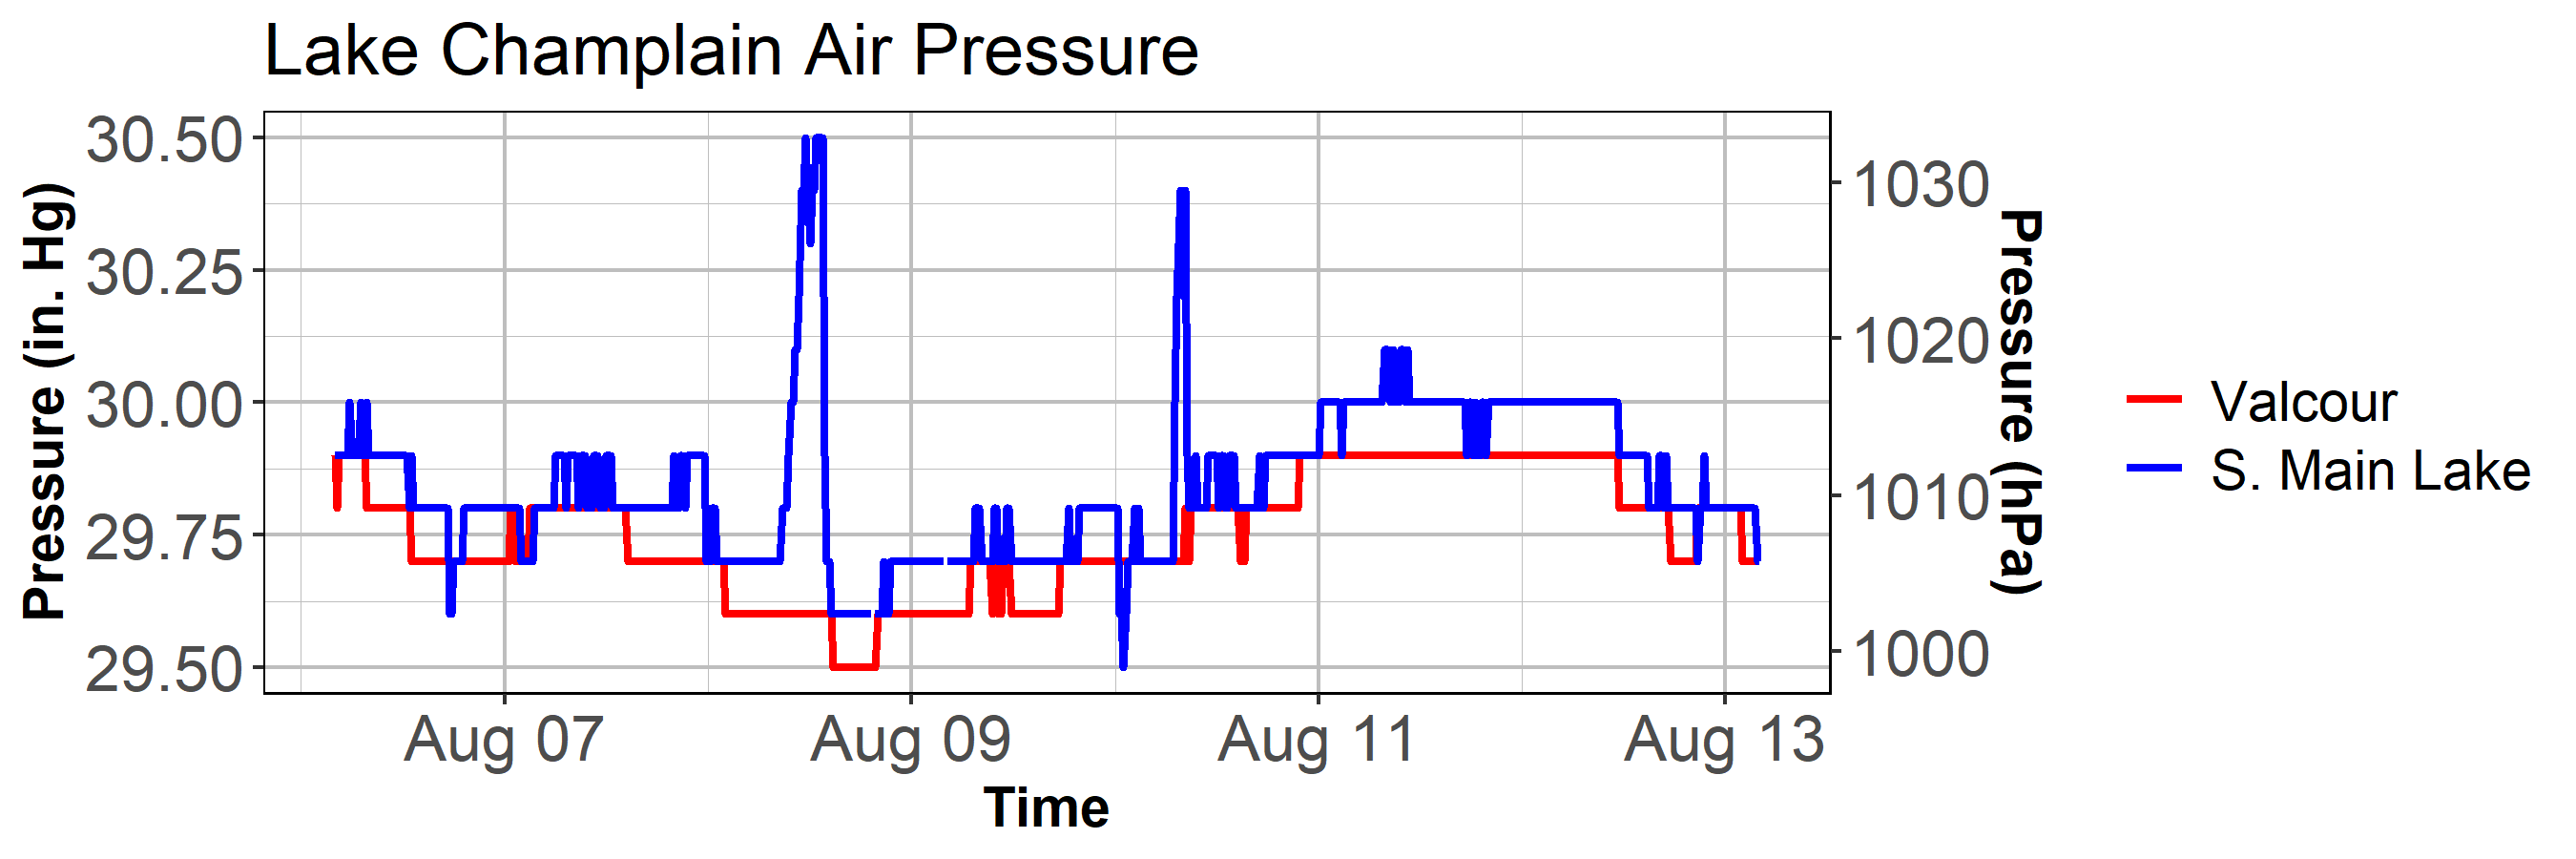 Lake Champlain Air Pressure
Pressure (in. Hg)
30.50
30.25
30.00
29.75
29.50
1030
1020
1010
1000
Pressure (hPa)
Valcour
S. Main Lake
Aug 07
Aug 09
Aug 11
Aug 13
Time